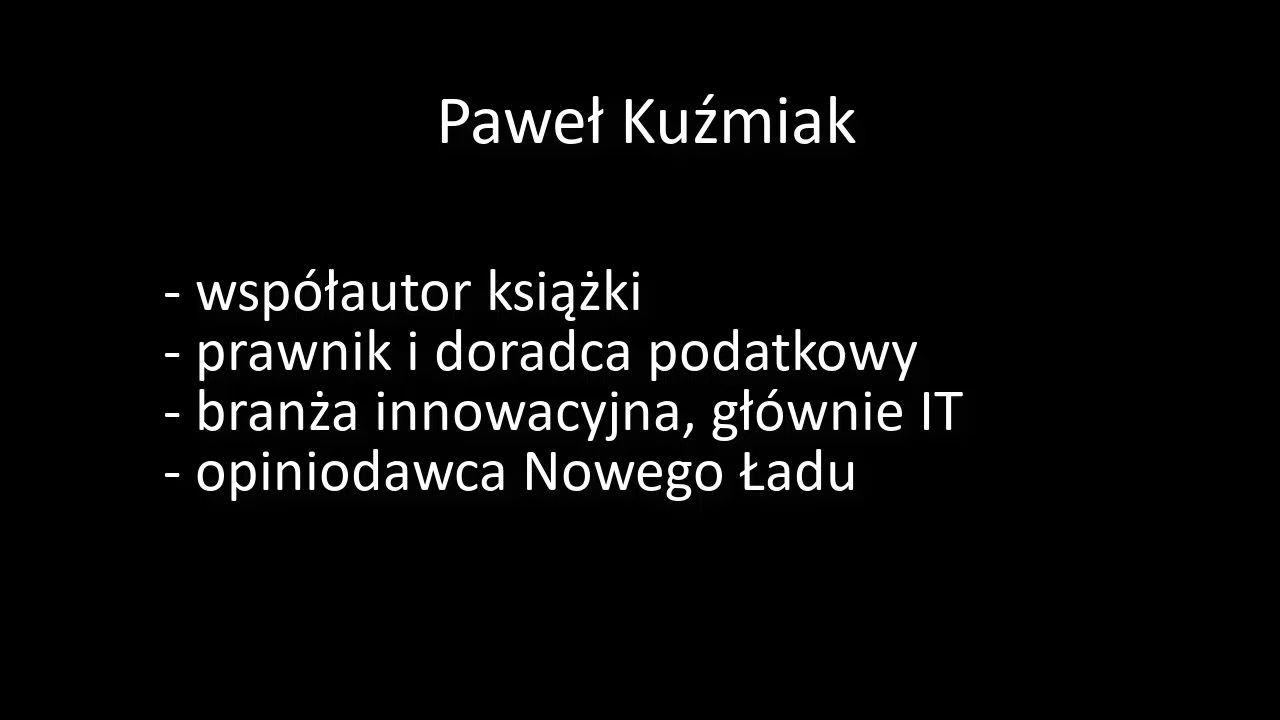 Paweł Kuźmiak
- współautor książki
- prawnik i doradca podatkowy
- branża innowacyjna, głównie IT
- opiniodawca Nowego Ładu